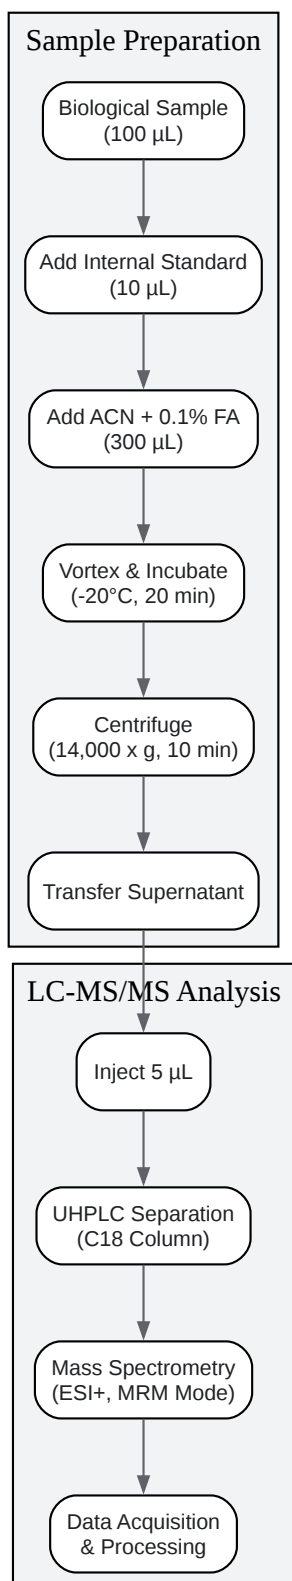 Sample Preparation
Biological Sample
(100 µL)
Add Internal Standard
(10 µL)
Add ACN + 0.1% FA
(300 µL)
Vortex & Incubate
(-20°C, 20 min)
Centrifuge
(14,000 x g, 10 min)
Transfer Supernatant
LC-MS/MS Analysis
Inject 5 µL
UHPLC Separation
(C18 Column)
Mass Spectrometry
(ESI+, MRM Mode)
Data Acquisition
& Processing